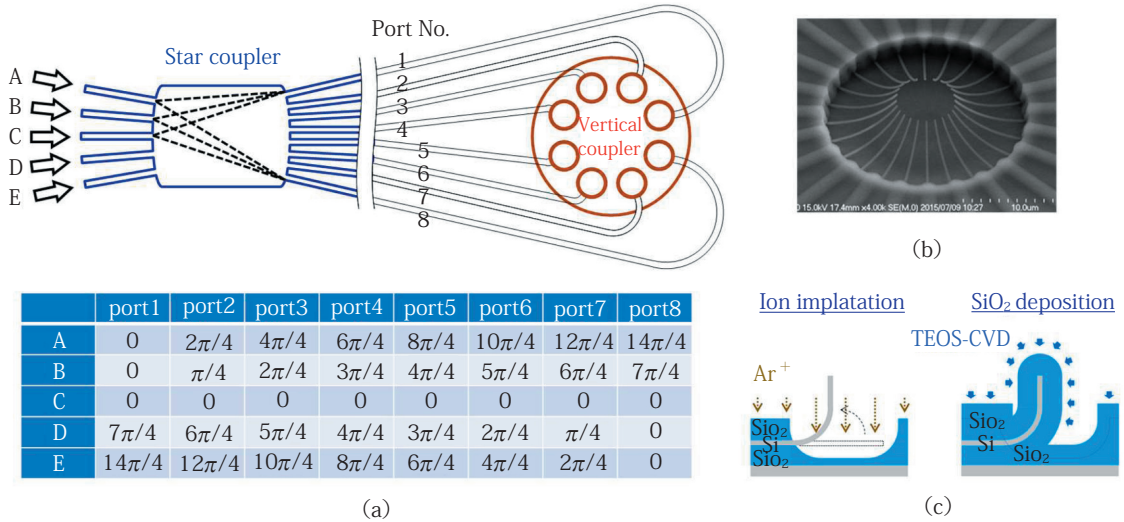 Port No.
Star coupler
A
B
C
D
E
1
2
3
4
5
6
7
8
Vertical
coupler
D 15.0kV 17.4mm x4.00k SE(M,0) 2015/07/09 10:27 10.0um
(b)
port1 port2 port3 port4 port5 port6 port7 port8
A 0 2π/4 4π/4 6π/4 8π/4 10π/4 12π/4 14π/4
B 0 π/4 2π/4 3π/4 4π/4 5π/4 6π/4 7π/4
C 0 0 0 0 0 0 0 0
D 7π/4 6π/4 5π/4 4π/4 3π/4 2π/4 π/4 0
E 14π/4 12π/4 10π/4 8π/4 6π/4 4π/4 2π/4 0
(a)
Ion implatation
Ar⁺
Sio₂
Si
Sio₂
SiO₂ deposition
TEOS-CVD
Sio₂
Si
Sio₂
(c)